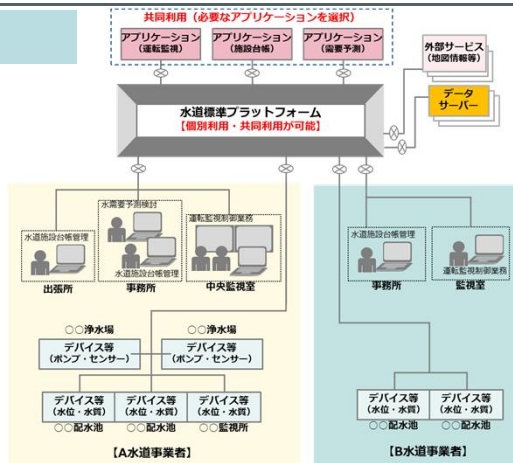 共同利用（必要なアプリケーションを選択）
アプリケーション
（運転監視）
アプリケーション
（施設台帳）
アプリケーション
（需要予測）
外部サービス
（地図情報等）
データ
サーバー
水道標準プラットフォーム
【個別利用・共同利用が可能】
水道施設台帳管理
出張所
水需要予測検討
水道施設台帳管理
事務所
運転監視制御業務
中央監視室
水道施設台帳管理
事務所
運転監視制御業務
監視室
○○浄水場
デバイス等
（ポンプ・センサー）
○○浄水場
デバイス等
（ポンプ・センサー）
デバイス等
（水位・水質）
○○配水池
デバイス等
（水位・水質）
○○配水池
デバイス等
（水位・水質）
○○監視所
デバイス等
（水位・水質）
○○配水池
デバイス等
（水位・水質）
○○配水池
【A水道事業者】
【B水道事業者】